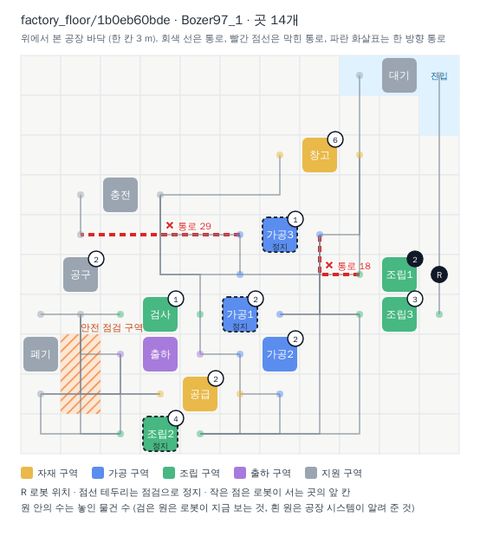 factory_floor/1b0eb60bde · Bozer97_1 · 곳 14개
위에서 본 공장 바닥 (한 칸 3 m). 회색 선은 통로, 빨간 점선은 막힌 통로, 파란 화살표는 한 방향 통로
대기
진입
6
창고
충전
1
✖ 통로 29
가공3
정지
✖ 통로 18
2
공구
2
조립1
R
1
검사
2
가공1
정지
3
조립3
안전 점검 구역
폐기
출하
2
가공2
2
공급
4
조립2
정지
자재 구역
가공 구역
조립 구역
출하 구역
지원 구역
R 로봇 위치 · 점선 테두리는 점검으로 정지 · 작은 점은 로봇이 서는 곳의 앞 칸
원 안의 수는 놓인 물건 수 (검은 원은 로봇이 지금 보는 것, 흰 원은 공장 시스템이 알려 준 것)